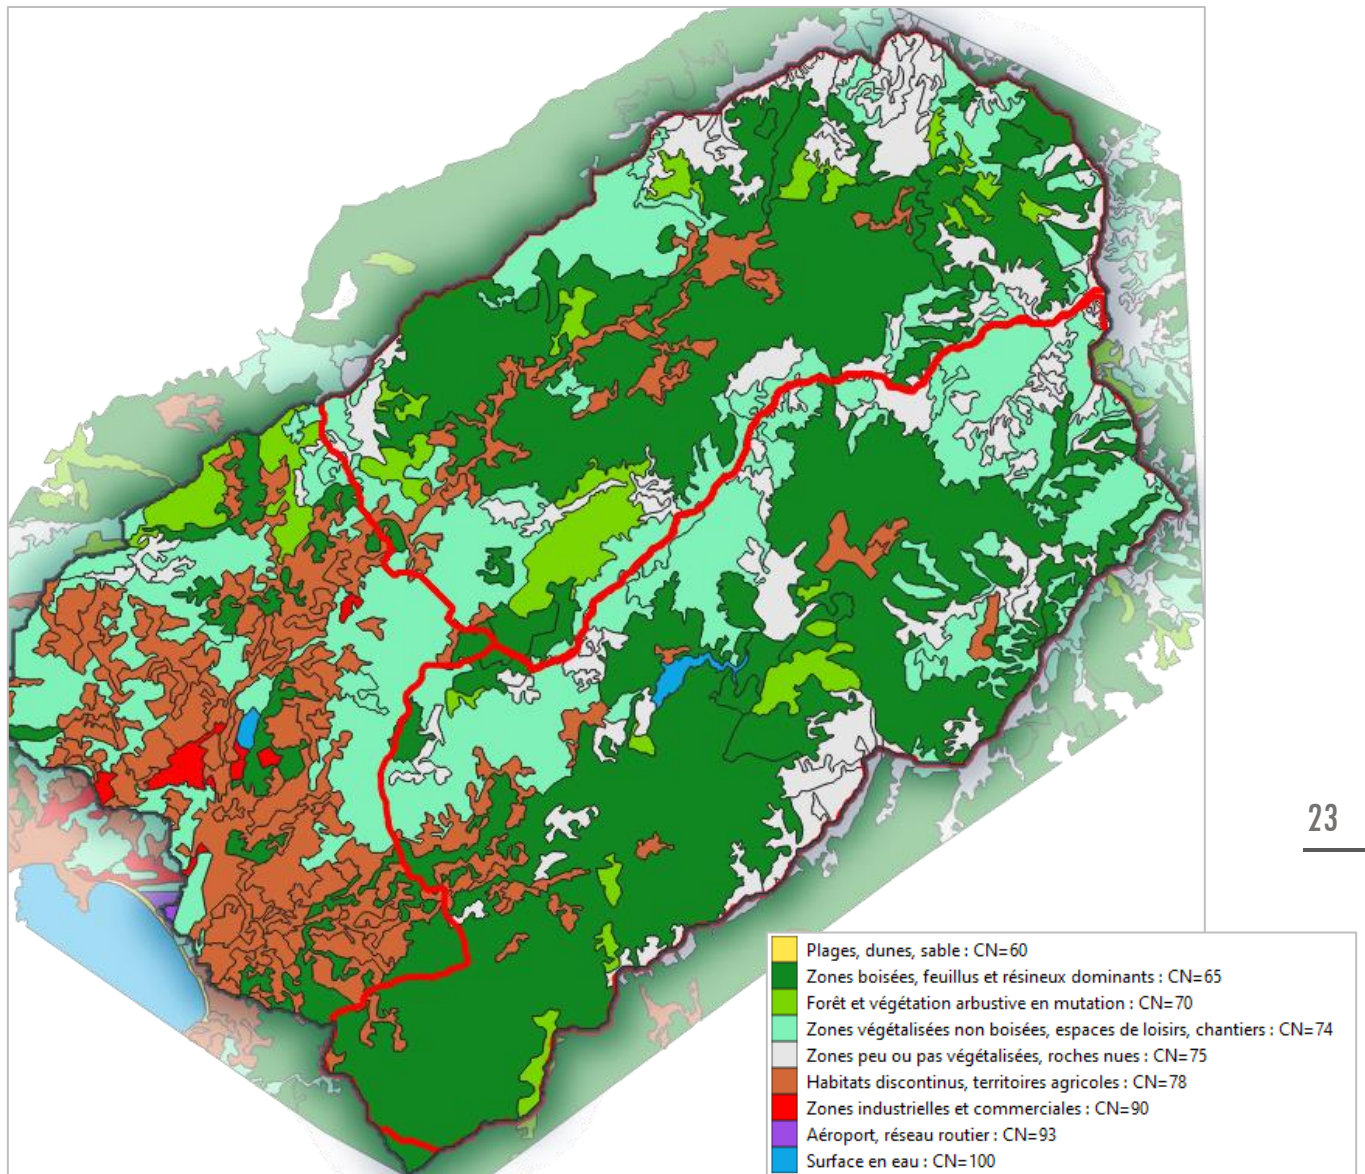 23
Plages, dunes, sable : CN=60
Zones boisées, feuillus et résineux dominants : CN=65
Forêt et végétation arbustive en mutation : CN=70
Zones végétalisées non boisées, espaces de loisirs, chantiers : CN=74
Zones peu ou pas végétalisées, roches nues : CN=75
Habitats discontinus, territoires agricoles : CN=78
Zones industrielles et commerciales : CN=90
Aéroport, réseau routier : CN=93
Surface en eau : CN=100